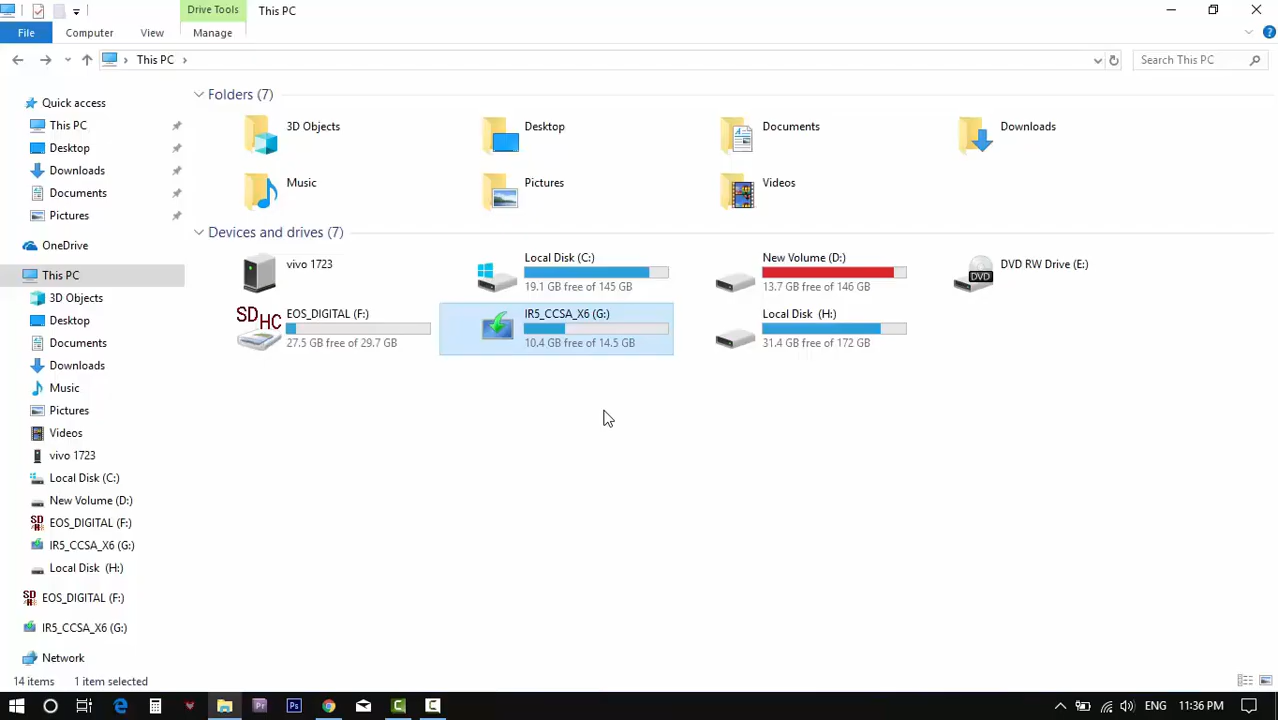 Drive Tools This PC
File Computer View Manage
This PC Search This PC
Quick access
This PC
Desktop
Downloads
Documents
Pictures
OneDrive
This PC
3D Objects
Desktop
Documents
Downloads
Music
Pictures
Videos
vivo 1723
Local Disk (C:)
New Volume (D:)
EOS_DIGITAL (F:)
IR5_CCSA_X6 (G:)
Local Disk (H:)
EOS_DIGITAL (F:)
IR5_CCSA_X6 (G:)
Network
Folders (7)
3D Objects Desktop Documents Downloads
Music Pictures Videos
Devices and drives (7)
vivo 1723
Local Disk (C:)
19.1 GB free of 145 GB
New Volume (D:)
13.7 GB free of 146 GB
DVD
DVD RW Drive (E:)
SDHC
EOS_DIGITAL (F:)
27.5 GB free of 29.7 GB
IR5_CCSA_X6 (G:)
10.4 GB free of 14.5 GB
Local Disk (H:)
31.4 GB free of 172 GB
14 items 1 item selected
Pr Ps ENG 11:36 PM